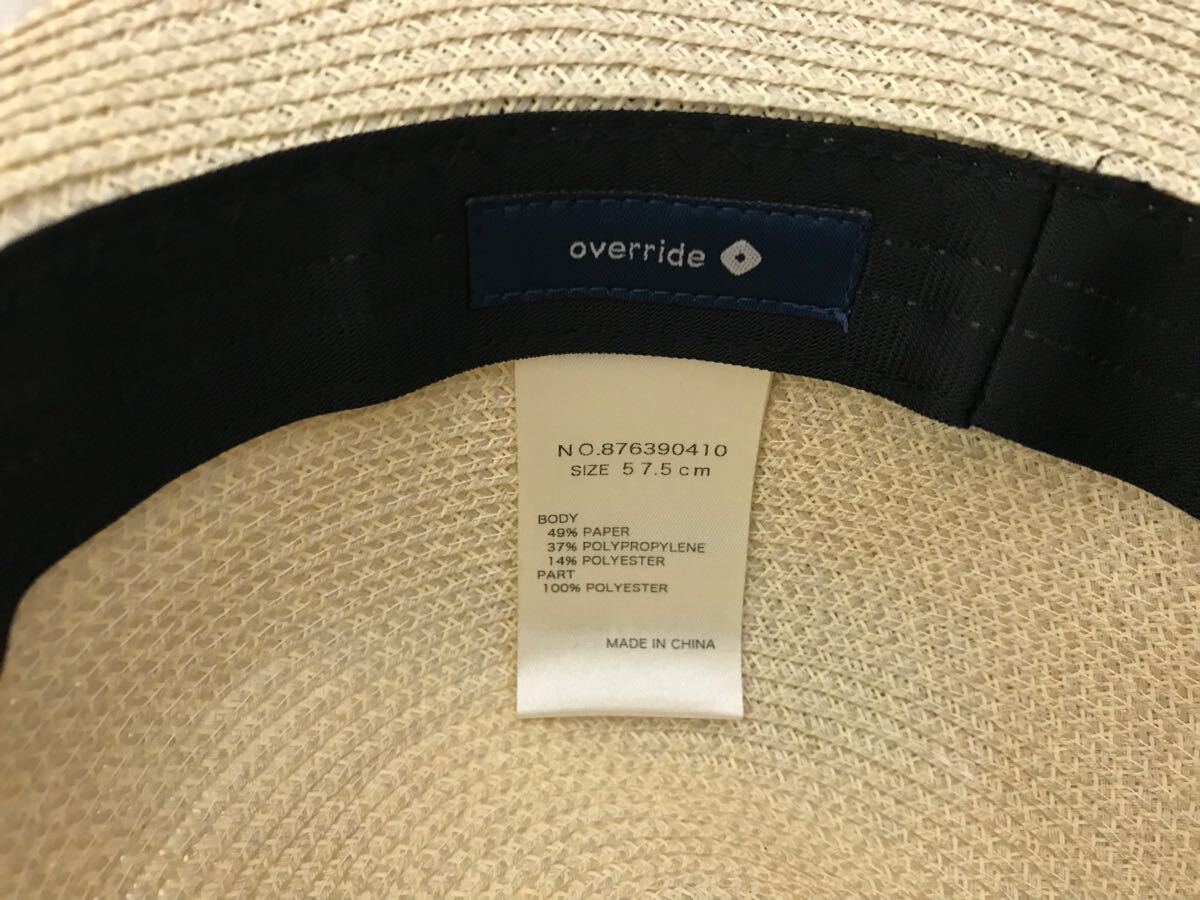 override
NO.876390410
SIZE 57.5cm
BODY
49% PAPER
37% POLYPROPYLENE
14% POLYESTER
PART
100% POLYESTER
MADE IN CHINA